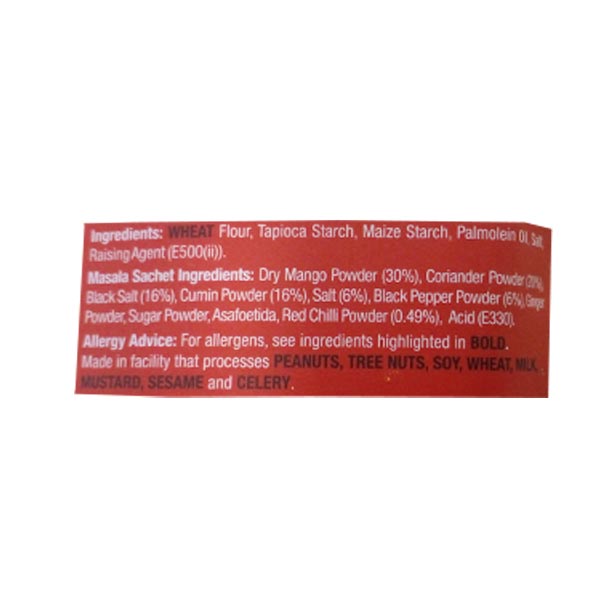 Ingredients: WHEAT Flour, Tapioca Starch, Maize Starch, Palmolein Oil, Salt,
Raising Agent (E500(ii)).
Masala Sachet Ingredients: Dry Mango Powder (30%), Coriander Powder (20%),
Black Salt (16%), Cumin Powder (16%), Salt (6%), Black Pepper Powder (6%), Ginger
Powder, Sugar Powder, Asafoetida, Red Chilli Powder (0.49%), Acid (E330).
Allergy Advice: For allergens, see ingredients highlighted in BOLD.
Made in facility that processes PEANUTS, TREE NUTS, SOY, WHEAT, MILK,
MUSTARD, SESAME and CELERY.